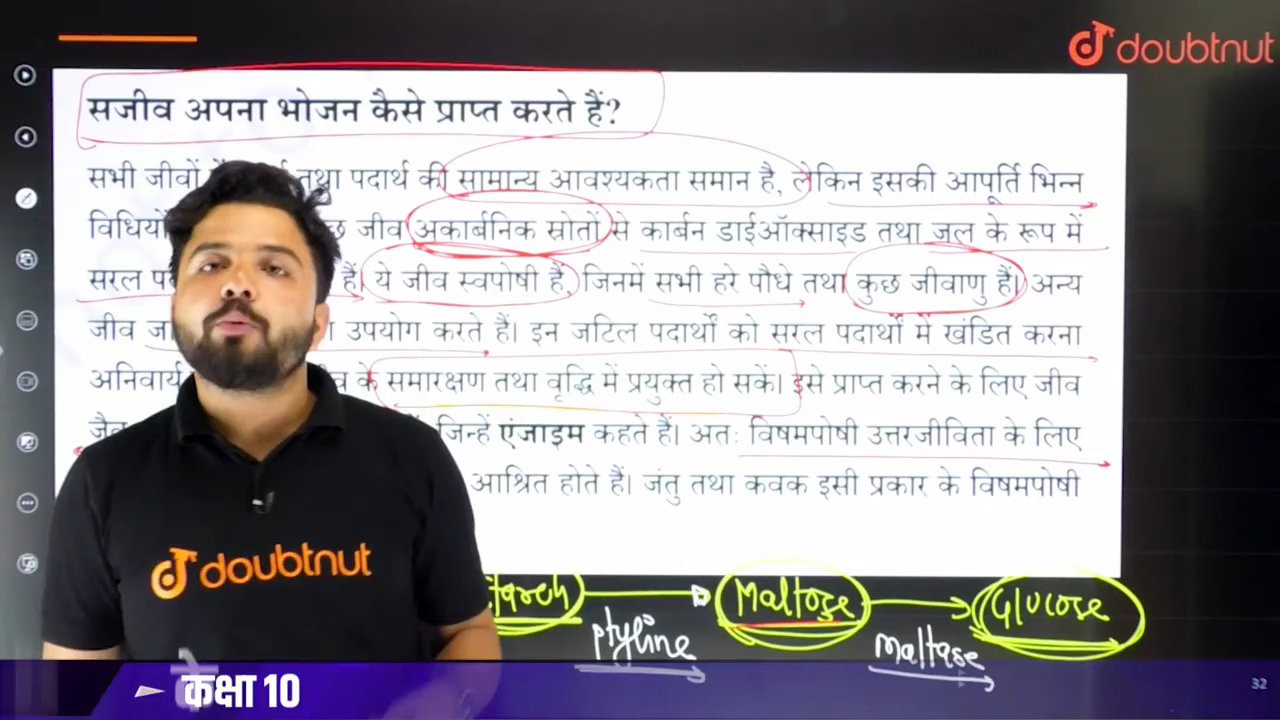 doubtnut
सजीव अपना भोजन कैसे प्राप्त करते हैं?
सभी जीवों तथा पदार्थ की सामान्य आवश्यकता समान है, लेकिन इसकी आपूर्ति भिन्न
जीव अकार्बनिक स्रोतों से कार्बन डाईऑक्साइड तथा जल के रूप में
सरल हैं। ये जीव स्वपोषी हैं, जिनमें सभी हरे पौधे तथा कुछ जीवाणु हैं। अन्य
जीव उपयोग करते हैं। इन जटिल पदार्थों को सरल पदार्थों में खंडित करना
के समारक्षण तथा वृद्धि में प्रयुक्त हो सकें। इसे प्राप्त करने के लिए जीव
जिन्हें एंजाइम कहते हैं। अतः विषमपोषी उत्तरजीविता के लिए
आश्रित होते हैं। जंतु तथा कवक इसी प्रकार के विषमपोषी
Maltose Glucose
ptyline maltase
doubtnut
कक्षा 10
32